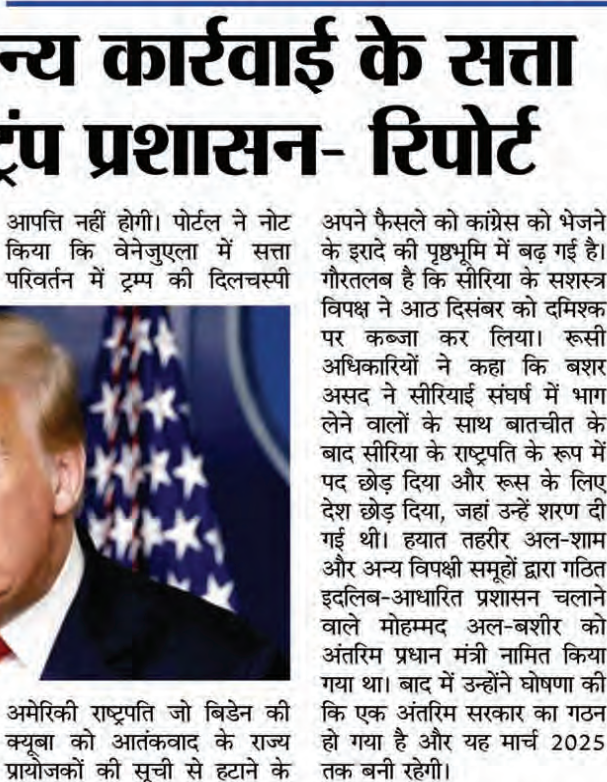 न्य कार्रवाई के सत्ता
ट्रंप प्रशासन- रिपोर्ट
आपत्ति नहीं होगी। पोर्टल ने नोट
किया कि वेनेजुएला में सत्ता
परिवर्तन में ट्रम्प की दिलचस्पी
अमेरिकी राष्ट्रपति जो बिडेन की
क्यूबा को आतंकवाद के राज्य
प्रायोजकों की सूची से हटाने के
अपने फैसले को कांग्रेस को भेजने
के इरादे की पृष्ठभूमि में बढ़ गई है।
गौरतलब है कि सीरिया के सशस्त्र
विपक्ष ने आठ दिसंबर को दमिश्क
पर कब्जा कर लिया। रूसी
अधिकारियों ने कहा कि बशर
असद ने सीरियाई संघर्ष में भाग
लेने वालों के साथ बातचीत के
बाद सीरिया के राष्ट्रपति के रूप में
पद छोड़ दिया और रूस के लिए
देश छोड़ दिया, जहां उन्हें शरण दी
गई थी। हयात तहरीर अल-शाम
और अन्य विपक्षी समूहों द्वारा गठित
इदलिब-आधारित प्रशासन चलाने
वाले मोहम्मद अल-बशीर को
अंतरिम प्रधान मंत्री नामित किया
गया था। बाद में उन्होंने घोषणा की
कि एक अंतरिम सरकार का गठन
हो गया है और यह मार्च 2025
तक बनी रहेगी।